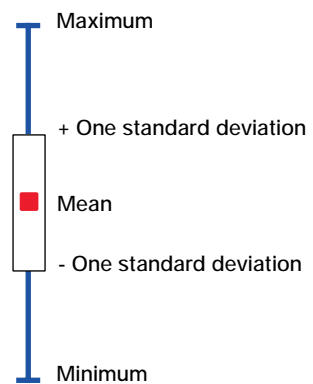 Maximum
+ One standard deviation
Mean
- One standard deviation
Minimum